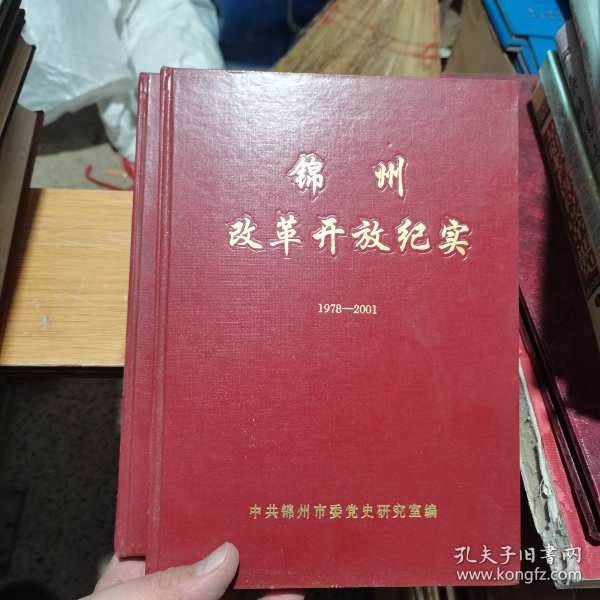 锦州
改革开放纪实
1978—2001
中共锦州市委党史研究室编
孔夫子旧书网
www.kongfz.com